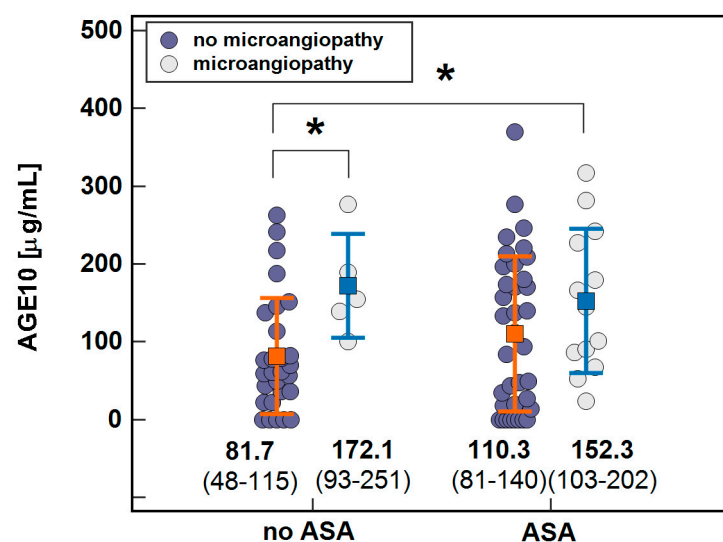 500
no microangiopathy
microangiopathy
*
400
*
300
AGE10 [µg/mL]
200
100
0
81.7 172.1 110.3 152.3
(48-115) (93-251) (81-140) (103-202)
no ASA ASA